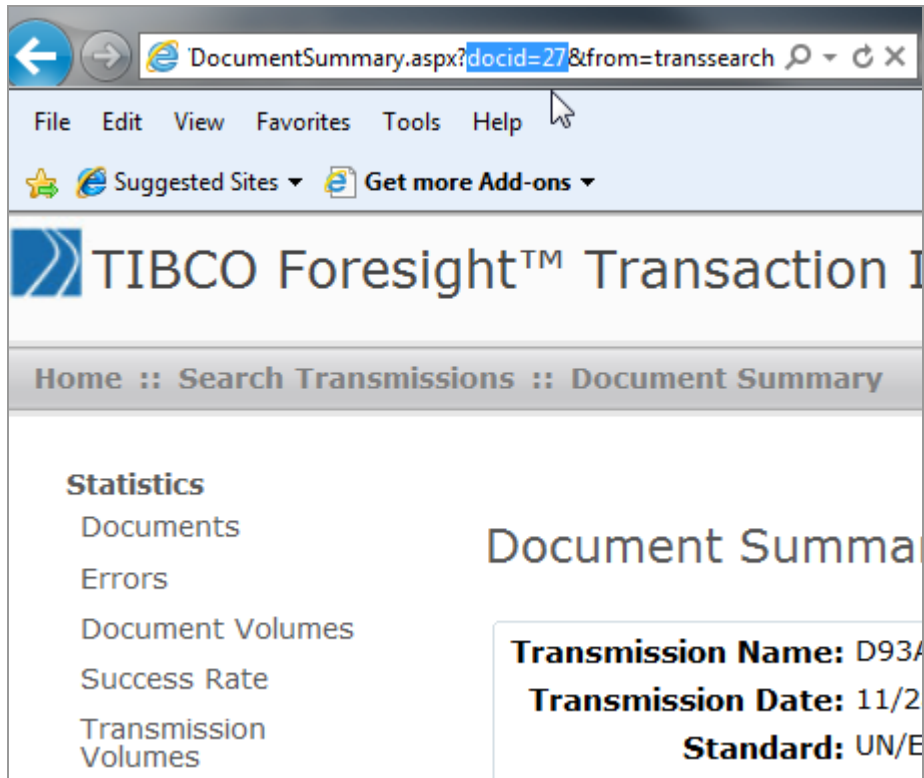 'DocumentSummary.aspx?docid=27&from=transsearch
File Edit View Favorites Tools Help
Suggested Sites Get more Add-ons
TIBCO Foresight™ Transaction I
Home :: Search Transmissions :: Document Summary
Statistics
Documents
Document Summar
Errors
Document Volumes
Transmission Name: D93A
Success Rate
Transmission Date: 11/2
Transmission
Volumes
Standard: UN/E